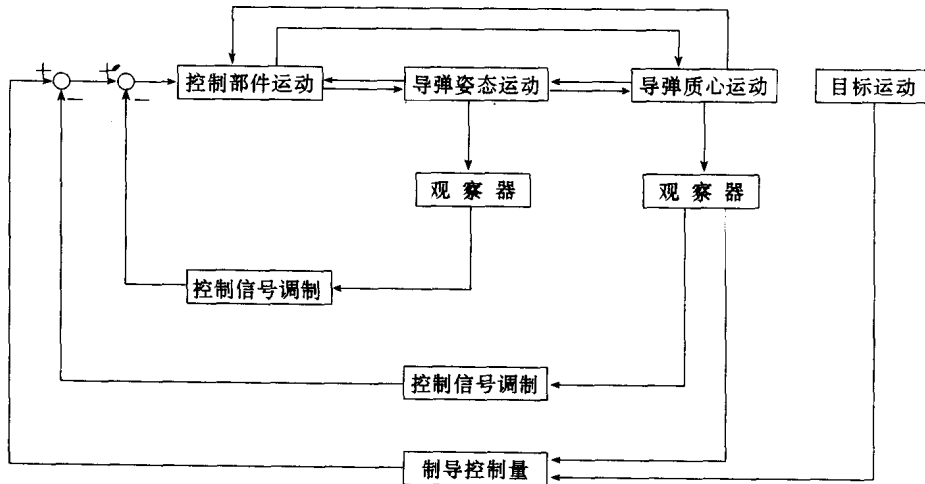 控制部件运动
导弹姿态运动
导弹质心运动
目标运动
+
+
−
−
观察器
观察器
控制信号调制
控制信号调制
制导控制量